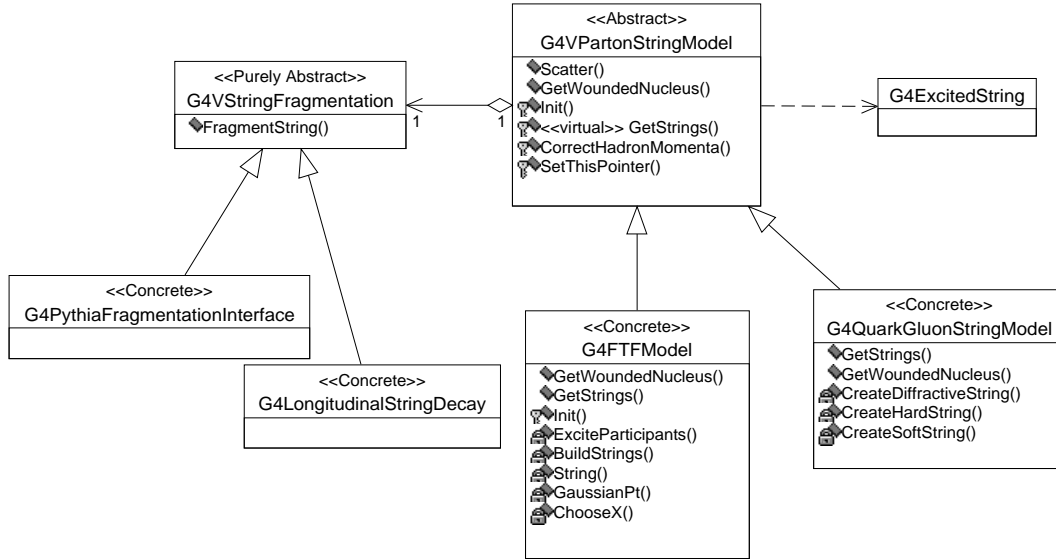 <<Abstract>>
G4VPartonStringModel
Scatter()
GetWoundedNucleus()
Init()
<<virtual>> GetStrings()
CorrectHadronMomenta()
SetThisPointer()
<<Purely Abstract>>
G4VStringFragmentation
FragmentString()
1
1
G4ExcitedString
<<Concrete>>
G4PythiaFragmentationInterface
<<Concrete>>
G4LongitudinalStringDecay
<<Concrete>>
G4FTFModel
GetWoundedNucleus()
GetStrings()
Init()
ExciteParticipants()
BuildStrings()
String()
GaussianPt()
ChooseX()
<<Concrete>>
G4QuarkGluonStringModel
GetStrings()
GetWoundedNucleus()
CreateDiffractiveString()
CreateHardString()
CreateSoftString()